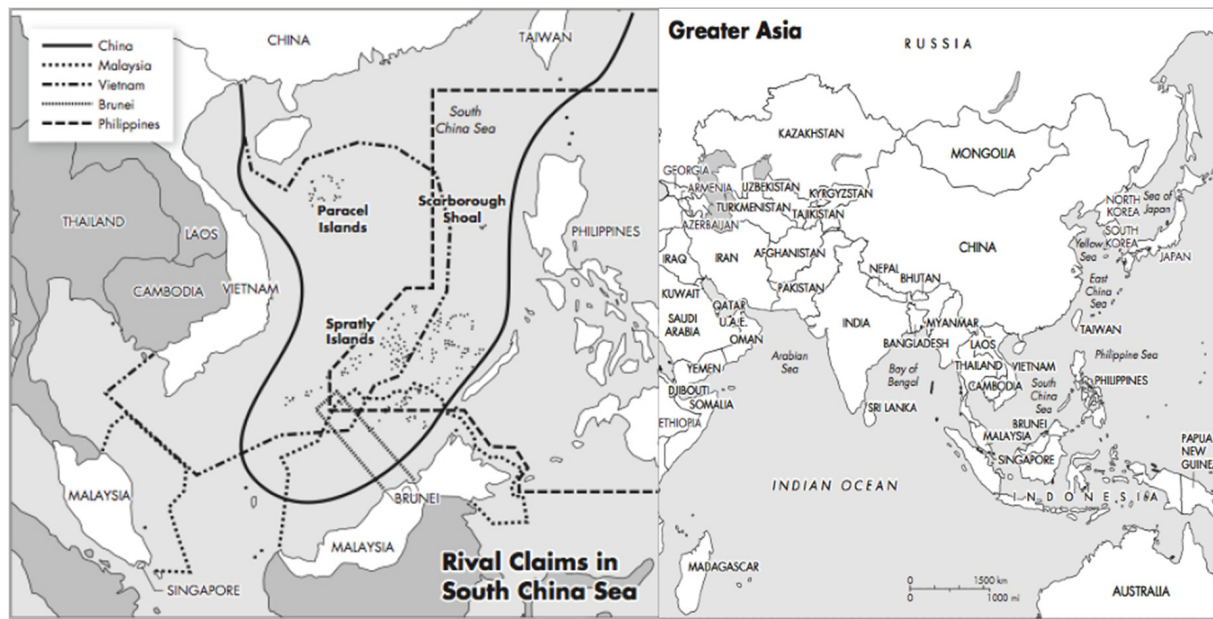 China
Malaysia
Vietnam
Brunei
Philippines
CHINA
TAIWAN
South
China Sea
Paracel
Islands
Scarborough
Shoal
THAILAND
LAOS
PHILIPPINES
CAMBODIA
VIETNAM
Spratly
Islands
MALAYSIA
BRUNEI
MALAYSIA
SINGAPORE
Rival Claims in
South China Sea
Greater Asia
RUSSIA
KAZAKHSTAN
MONGOLIA
GEORGIA
ARMENIA
UZBEKISTAN
KYRGYZSTAN
TURKMENISTAN
TAJIKISTAN
AZERBAIJAN
NORTH
KOREA
Sea of
Japan
SOUTH
KOREA
JAPAN
Yellow
Sea
CHINA
IRAQ
IRAN
AFGHANISTAN
KUWAIT
PAKISTAN
NEPAL
BHUTAN
East
China
Sea
QATAR
U.A.E.
SAUDI
ARABIA
OMAN
INDIA
MYANMAR
BANGLADESH
TAIWAN
LAOS
YEMEN
Arabian
Sea
Bay of
Bengal
THAILAND
VIETNAM
Philippine Sea
CAMBODIA
South
China
Sea
PHILIPPINES
DJIBOUTI
SOMALIA
ETHIOPIA
SRI LANKA
BRUNEI
MALAYSIA
SINGAPORE
PAPUA
NEW
GUINE
INDIAN OCEAN
INDONESIA
MADAGASCAR
0 1500 km
0 1000 mi
AUSTRALIA